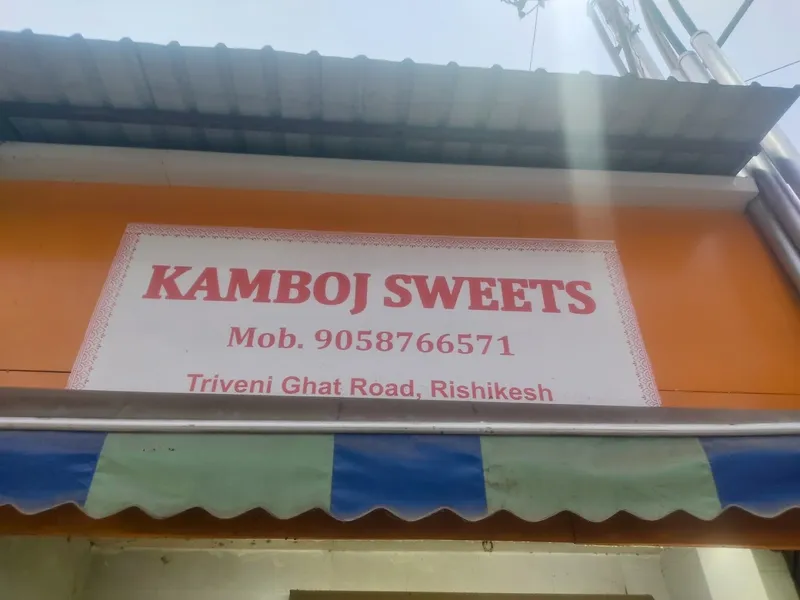 KAMBOJ SWEETS
Mob. 9058766571
Triveni Ghat Road, Rishikesh